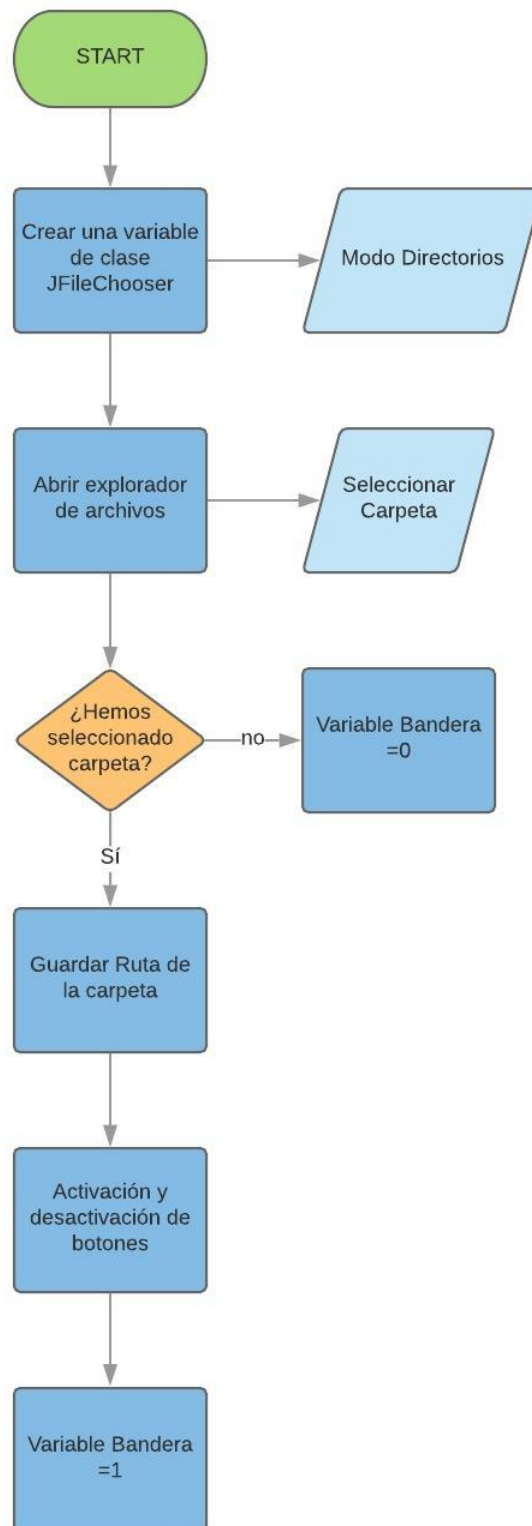 START
Crear una variable
de clase
JFileChooser
Modo Directorios
Abrir explorador
de archivos
Seleccionar
Carpeta
¿Hemos
seleccionado
carpeta?
no
Variable Bandera
=0
Sí
Guardar Ruta de
la carpeta
Activación y
desactivación de
botones
Variable Bandera
=1